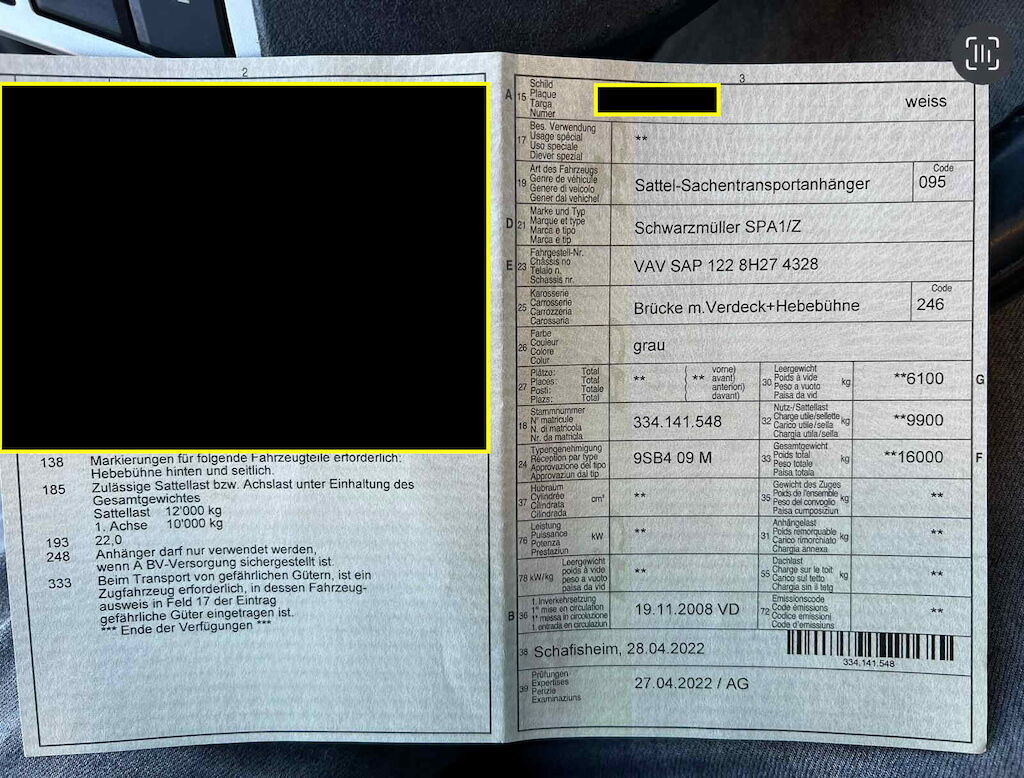 2
138 Markierungen für folgende Fahrzeugteile erforderlich:
Hebebühne hinten und seitlich.
185 Zulässige Sattellast bzw. Achslast unter Einhaltung des
Gesamtgewichtes
Sattellast 12'000 kg
1. Achse 10'000 kg
193 22,0
248 Anhänger darf nur verwendet werden,
wenn A BV-Versorgung sichergestellt ist.
333 Beim Transport von gefährlichen Gütern, ist ein
Zugfahrzeug erforderlich, in dessen Fahrzeug-
ausweis in Feld 17 der Eintrag
gefährliche Güter eingetragen ist.
*** Ende der Verfügungen ***
3
A 15 Schild
Plaque
Targa
Numer
weiss
17 Bes. Verwendung
Usage spécial
Uso speciale
Diever spezial
**
19 Art des Fahrzeugs
Genre de véhicule
Genere di veicolo
Gener dal vehichel
Sattel-Sachentransportanhänger
Code
095
D 21 Marke und Typ
Marque et type
Marca e tipo
Marca e tip
Schwarzmüller SPA1/Z
E 23 Fahrgestell-Nr.
Châssis no
Telaio n.
Schassis nr.
VAV SAP 122 8H27 4328
25 Karosserie
Carrosserie
Carrozzeria
Carossaria
Brücke m.Verdeck+Hebebühne
Code
246
26 Farbe
Couleur
Colore
Colur
grau
27 Plätze: Total
Places: Total
Posti: Totale
Plazs: Total
** ( ** vorne)
avant)
anteriori)
davant)
30 Leergewicht
Poids à vide
Peso a vuoto
Paisa da vid
kg
**6100
G
18 Stammnummer
N° matricule
N. di matricola
Nr. da matricla
334.141.548
32 Nutz-/Sattellast
Charge utile/sellette
Carico utile/sella
Chargia utila/sella
kg
**9900
24 Typengenehmigung
Réception par type
Approvazione del tipo
Approvaziun dal tip
9SB4 09 M
33 Gesamtgewicht
Poids total
Peso totale
Paisa totala
kg
**16000
F
37 Hubraum
Cylindrée
Cilindrata
Cilindrada
cm³
**
35 Gewicht des Zuges
Poids de l'ensemble
Peso del convoglio
Paisa cumposiziun
kg
**
76 Leistung
Puissance
Potenza
Prestaziun
kW
**
31 Anhängelast
Poids remorquable
Carico rimorchiato
Chargia annexa
kg
**
78 kW/kg Leergewicht
poids à vide
peso a vuoto
paisa da vid
**
55 Dachlast
Charge sur le toit
Carico sul tetto
Chargia sin il tetg
kg
**
B 36 1. Inverkehrsetzung
1re mise en circulation
1a messa in circolazione
1. entrada en circulaziun
19.11.2008 VD
72 Emissionscode
Code émissions
Codice emissioni
Code d'emissiuns
**
38 Schafisheim, 28.04.2022
334.141.548
39 Prüfungen
Expertises
Perizie
Examinaziuns
27.04.2022 / AG